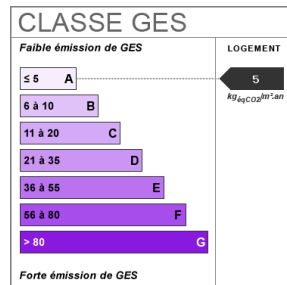 CLASSE GES
Faible émission de GES
LOGEMENT
≤ 5 A
5
kgéqCO2/m².an
6 à 10 B
11 à 20 C
21 à 35 D
36 à 55 E
56 à 80 F
> 80 G
Forte émission de GES